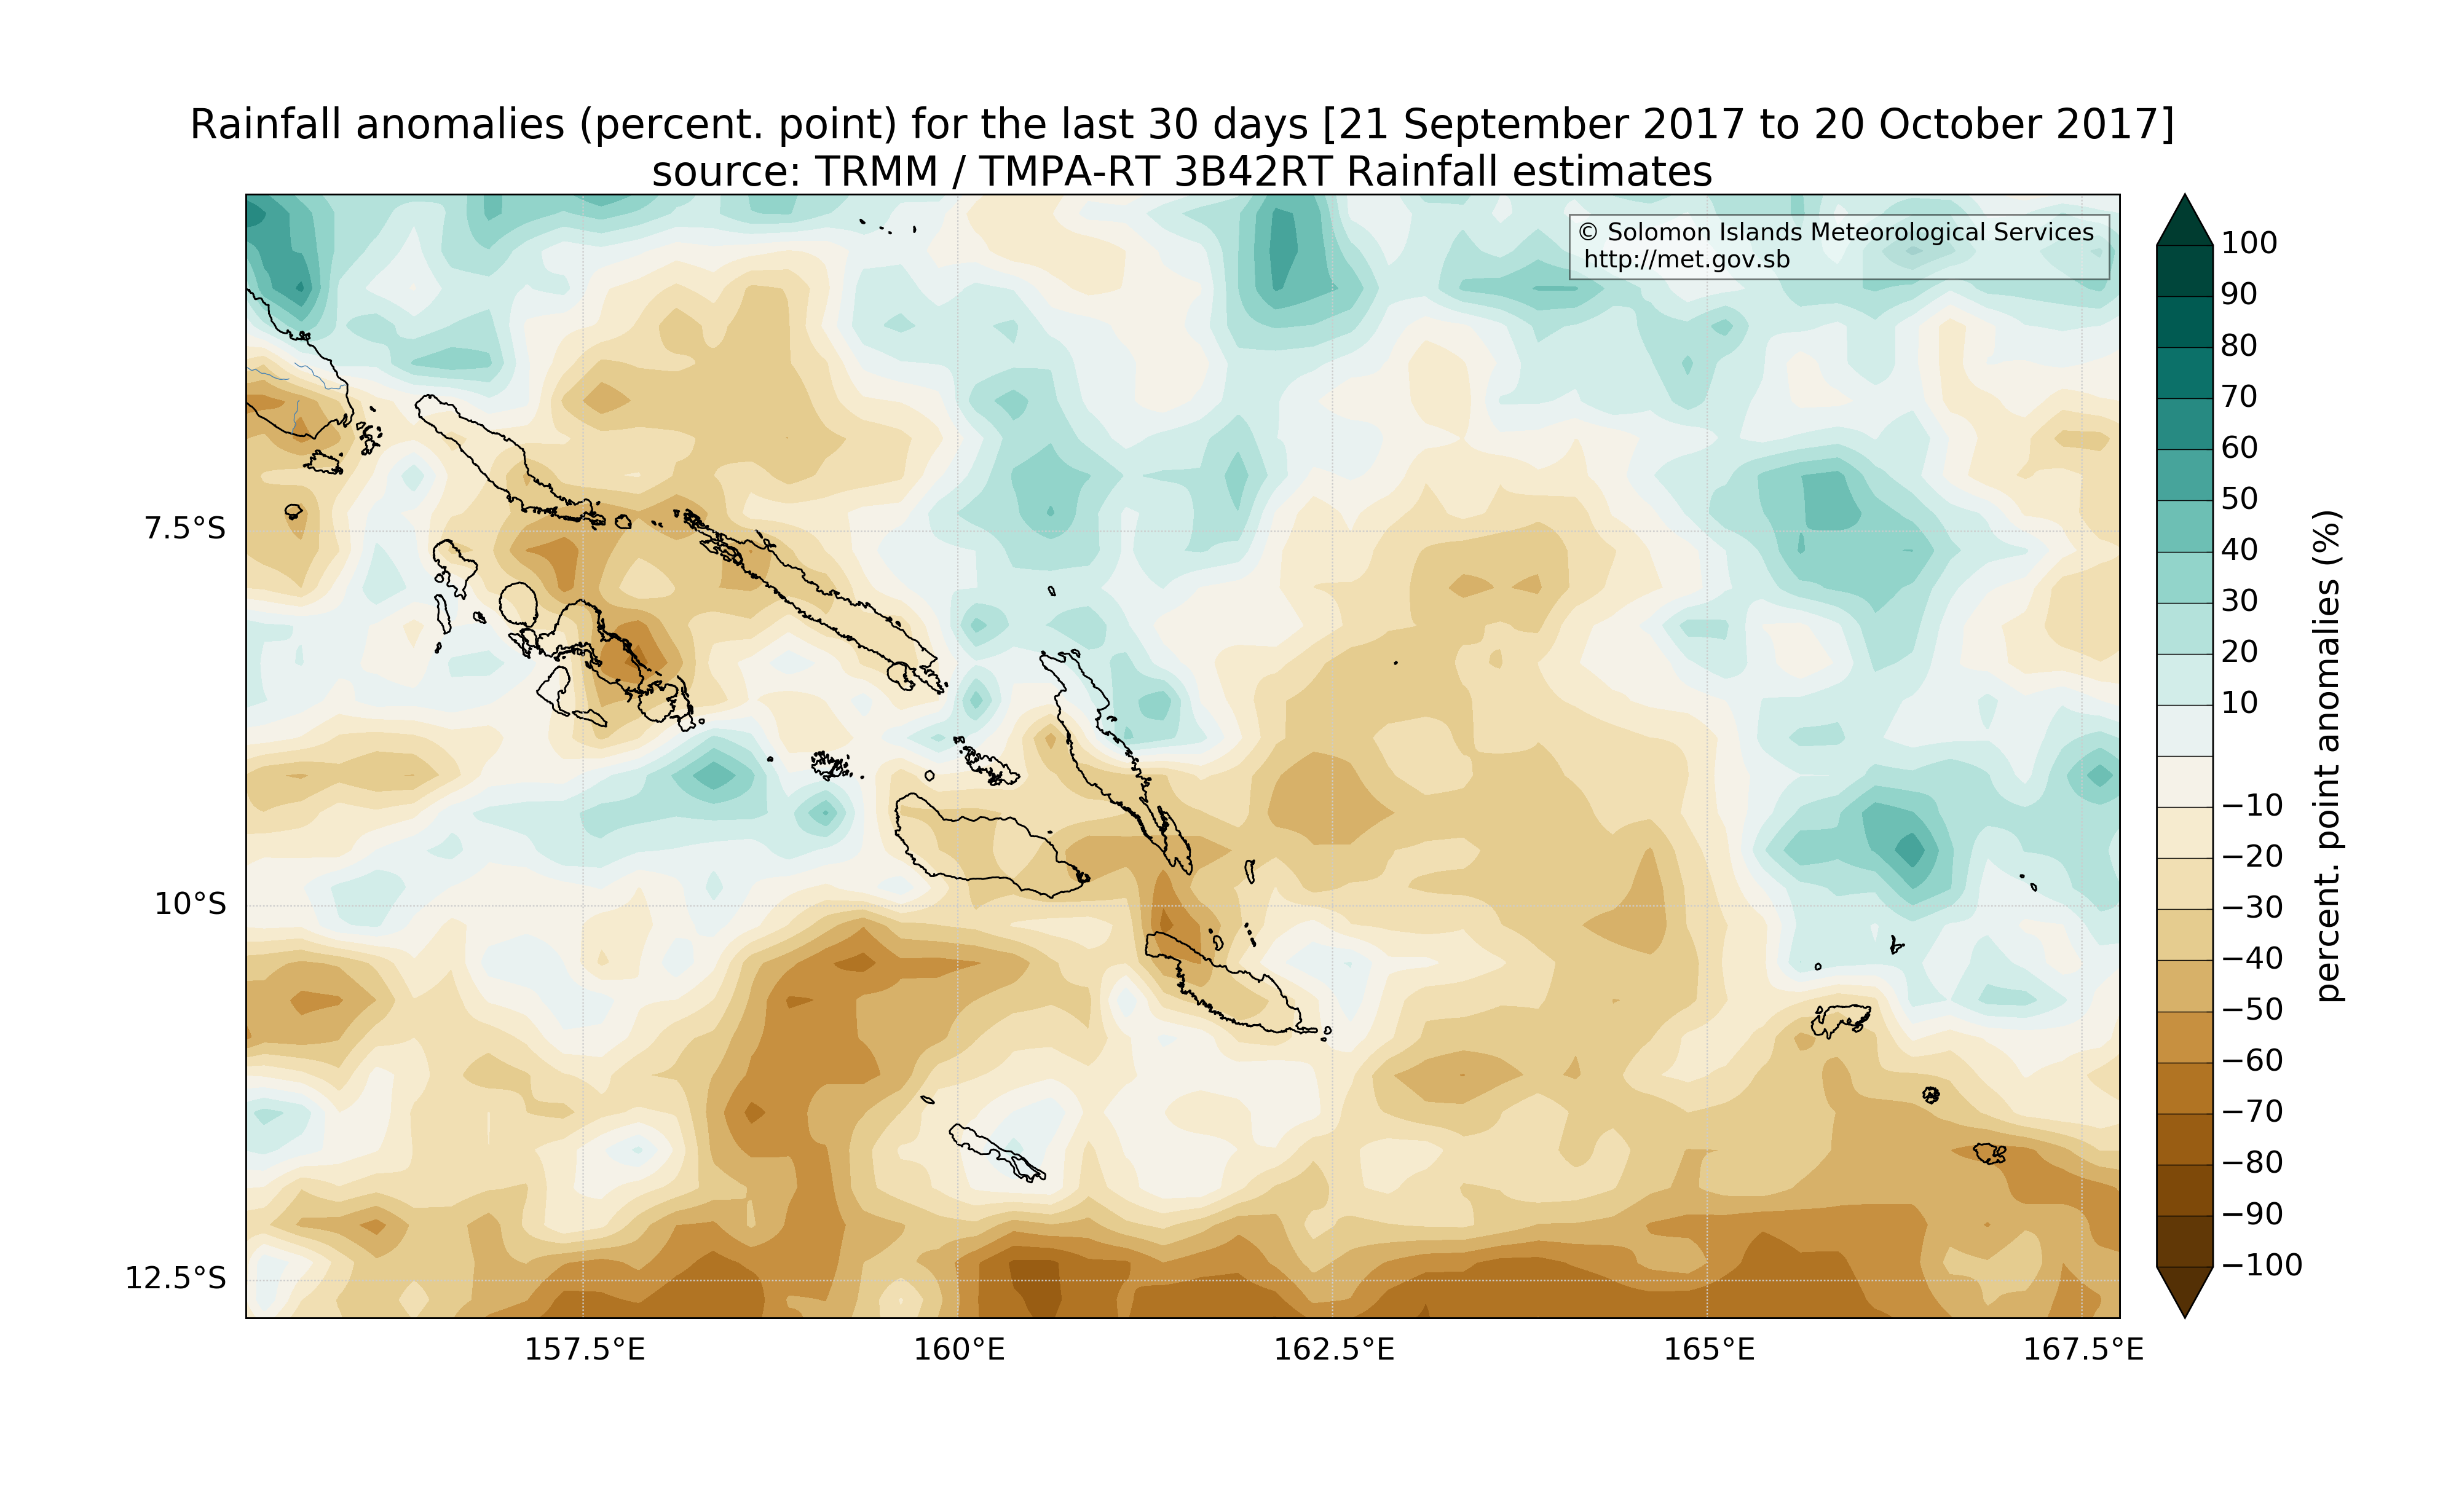 Rainfall anomalies (percent. point) for the last 30 days [21 September 2017 to 20 October 2017]
source: TRMM / TMPA-RT 3B42RT Rainfall estimates
© Solomon Islands Meteorological Services
http://met.gov.sb
7.5°S
10°S
12.5°S
157.5°E
160°E
162.5°E
165°E
167.5°E
100
90
80
70
60
50
40
30
20
10
−10
−20
−30
−40
−50
−60
−70
−80
−90
−100
percent. point anomalies (%)